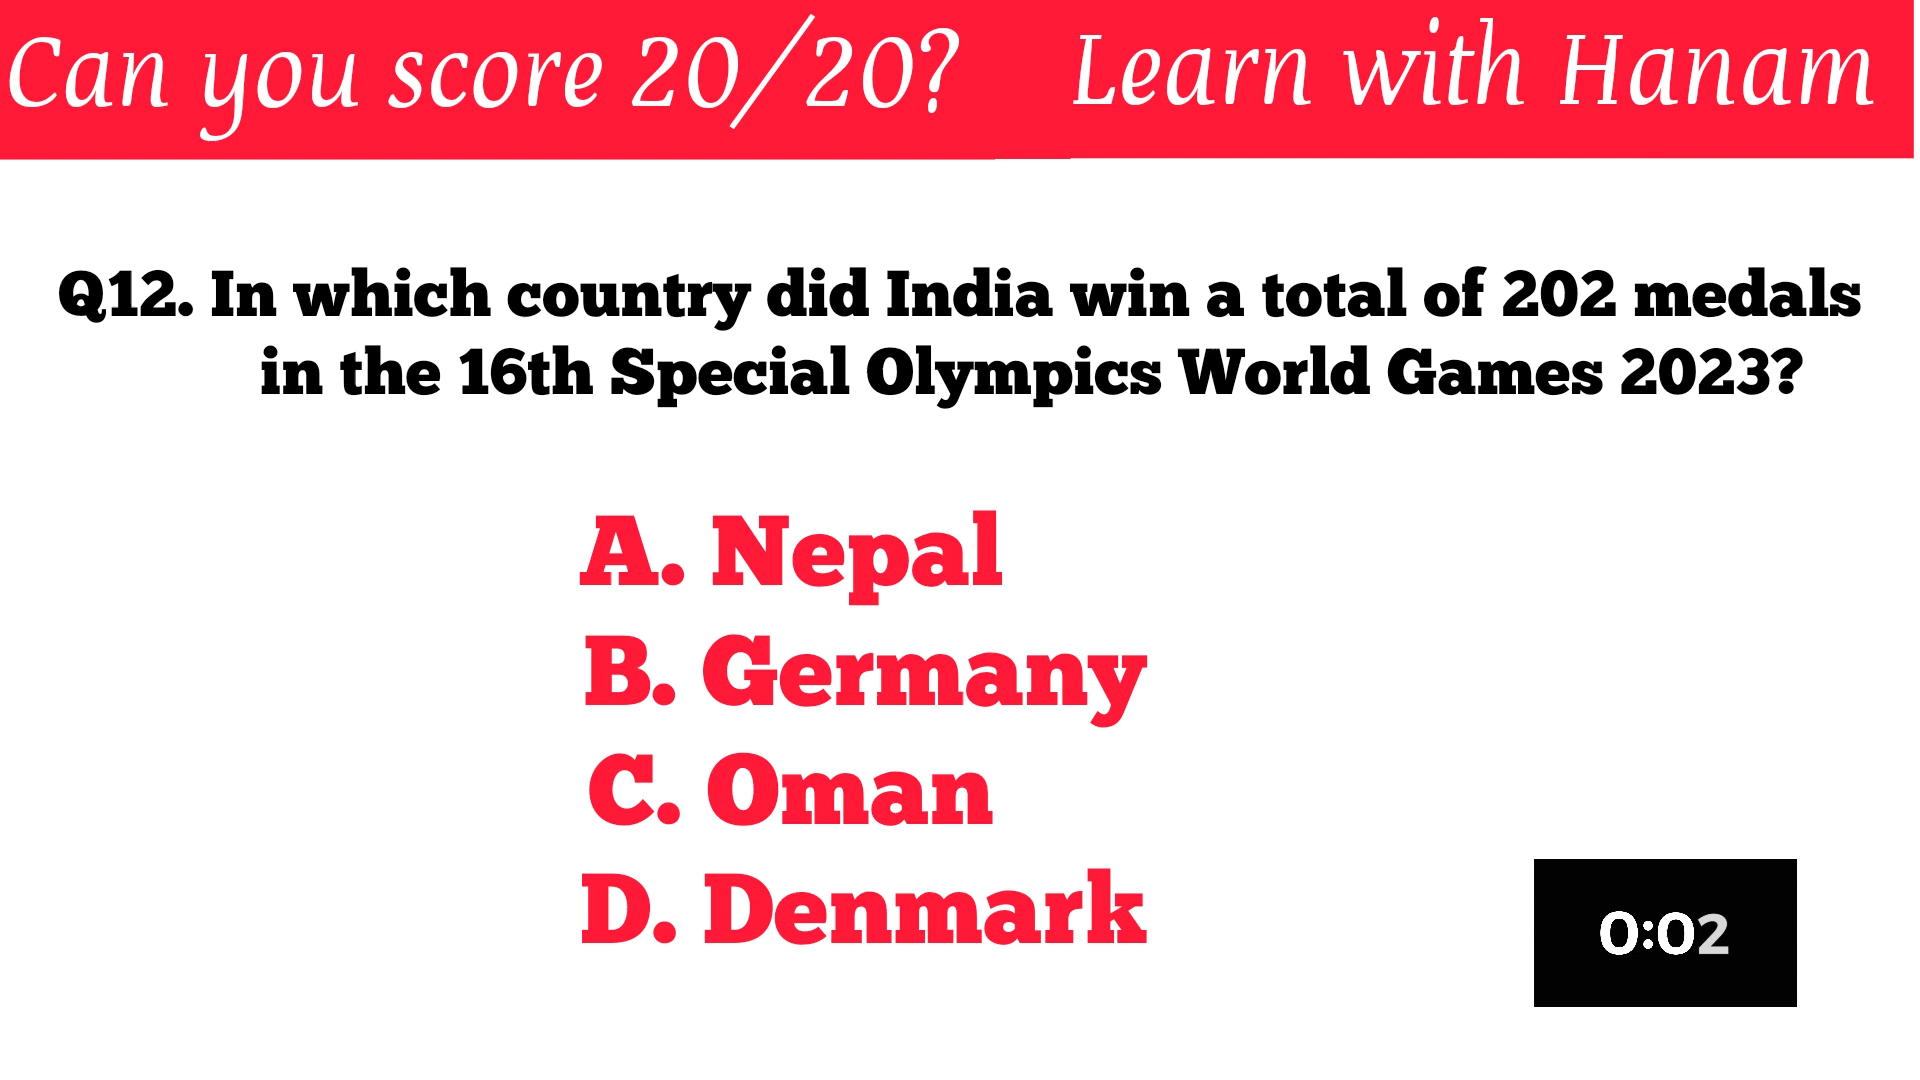 Can you score 20/20? Learn with Hanam
Q12. In which country did India win a total of 202 medals
in the 16th Special Olympics World Games 2023?
A. Nepal
B. Germany
C. Oman
D. Denmark
0:02